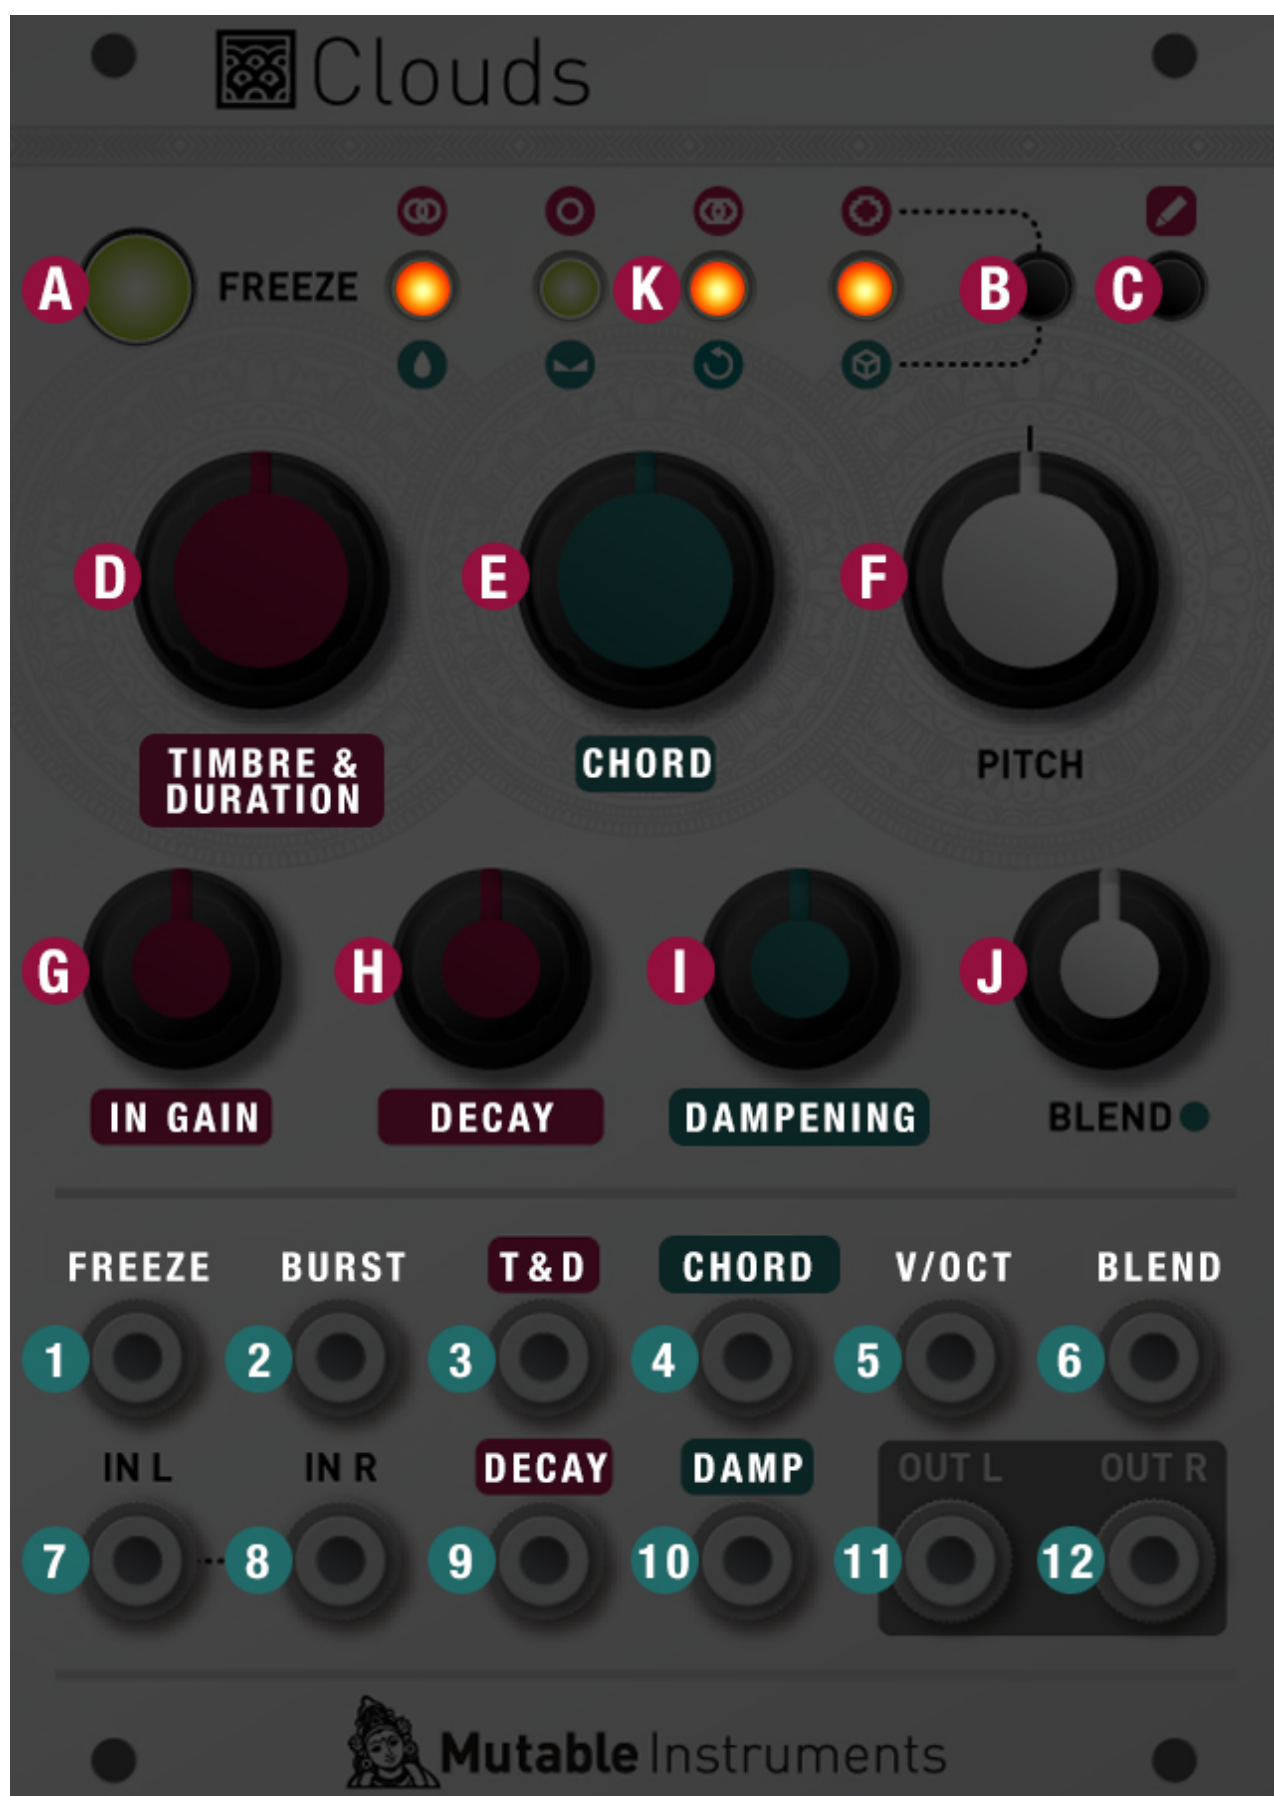 Clouds
A
FREEZE
K
B
C
D
E
F
TIMBRE &
DURATION
CHORD
PITCH
G
H
I
J
IN GAIN
DECAY
DAMPENING
BLEND
FREEZE
BURST
T & D
CHORD
V/OCT
BLEND
1
2
3
4
5
6
IN L
IN R
DECAY
DAMP
OUT L
OUT R
7
8
9
10
11
12
Mutable Instruments